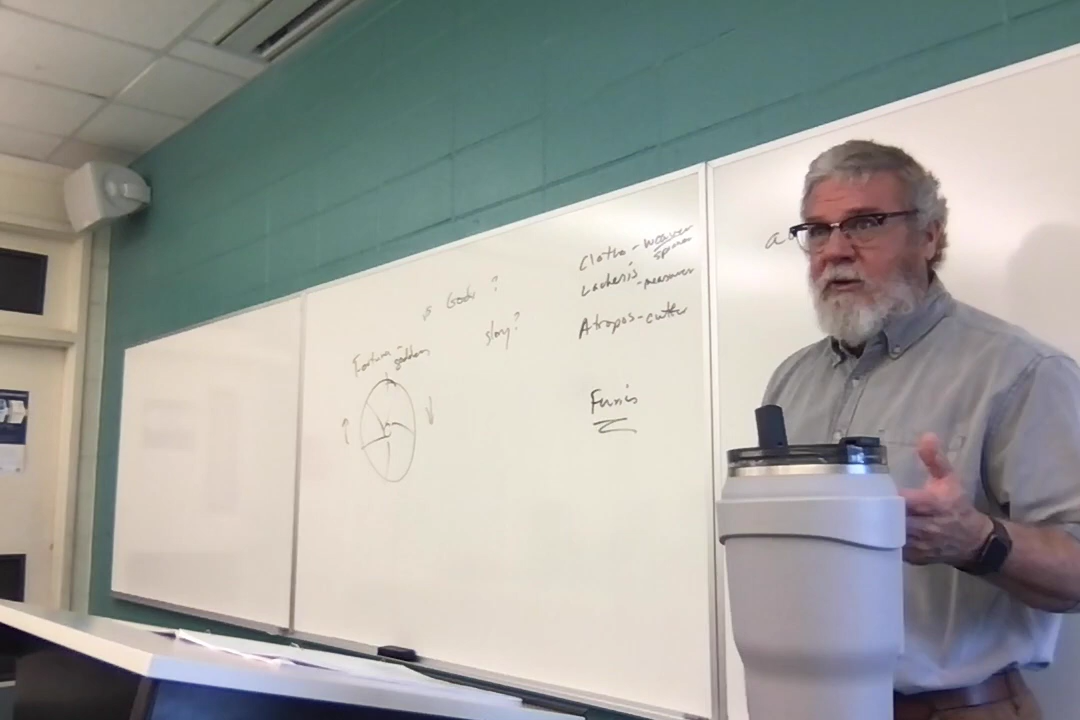 vs Gods ?
story?
Fortuna - goddess
Clotho - weaver
spinner
Lachesis - measurer
Atropos - cutter
Furies
a